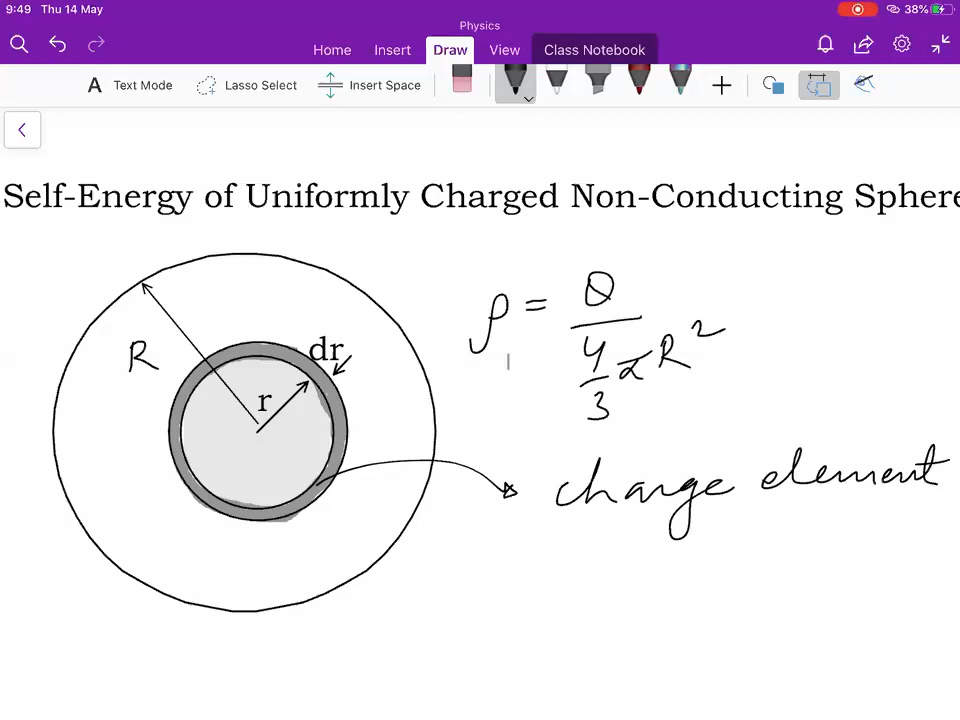 9:49 Thu 14 May
38%
Physics
Home Insert Draw View Class Notebook
A Text Mode Lasso Select Insert Space
Self-Energy of Uniformly Charged Non-Conducting Sphere
R
dr
r
ρ = Q / 4/3 π R²
charge element